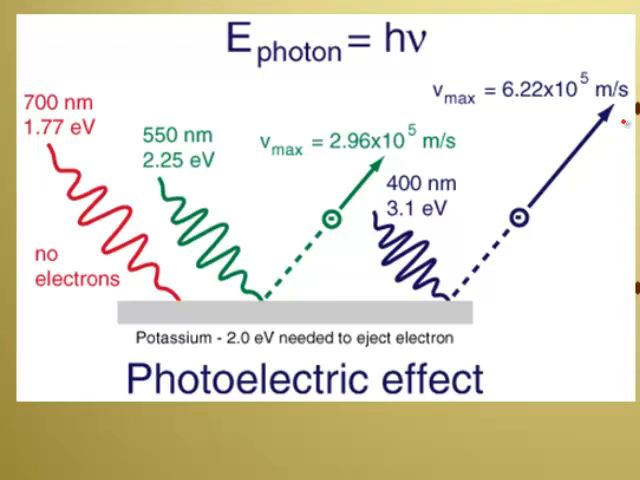 E photon = hν
700 nm
1.77 eV
no
electrons
550 nm
2.25 eV
v max = 2.96x10 5 m/s
400 nm
3.1 eV
v max = 6.22x10 5 m/s
Potassium - 2.0 eV needed to eject electron
Photoelectric effect